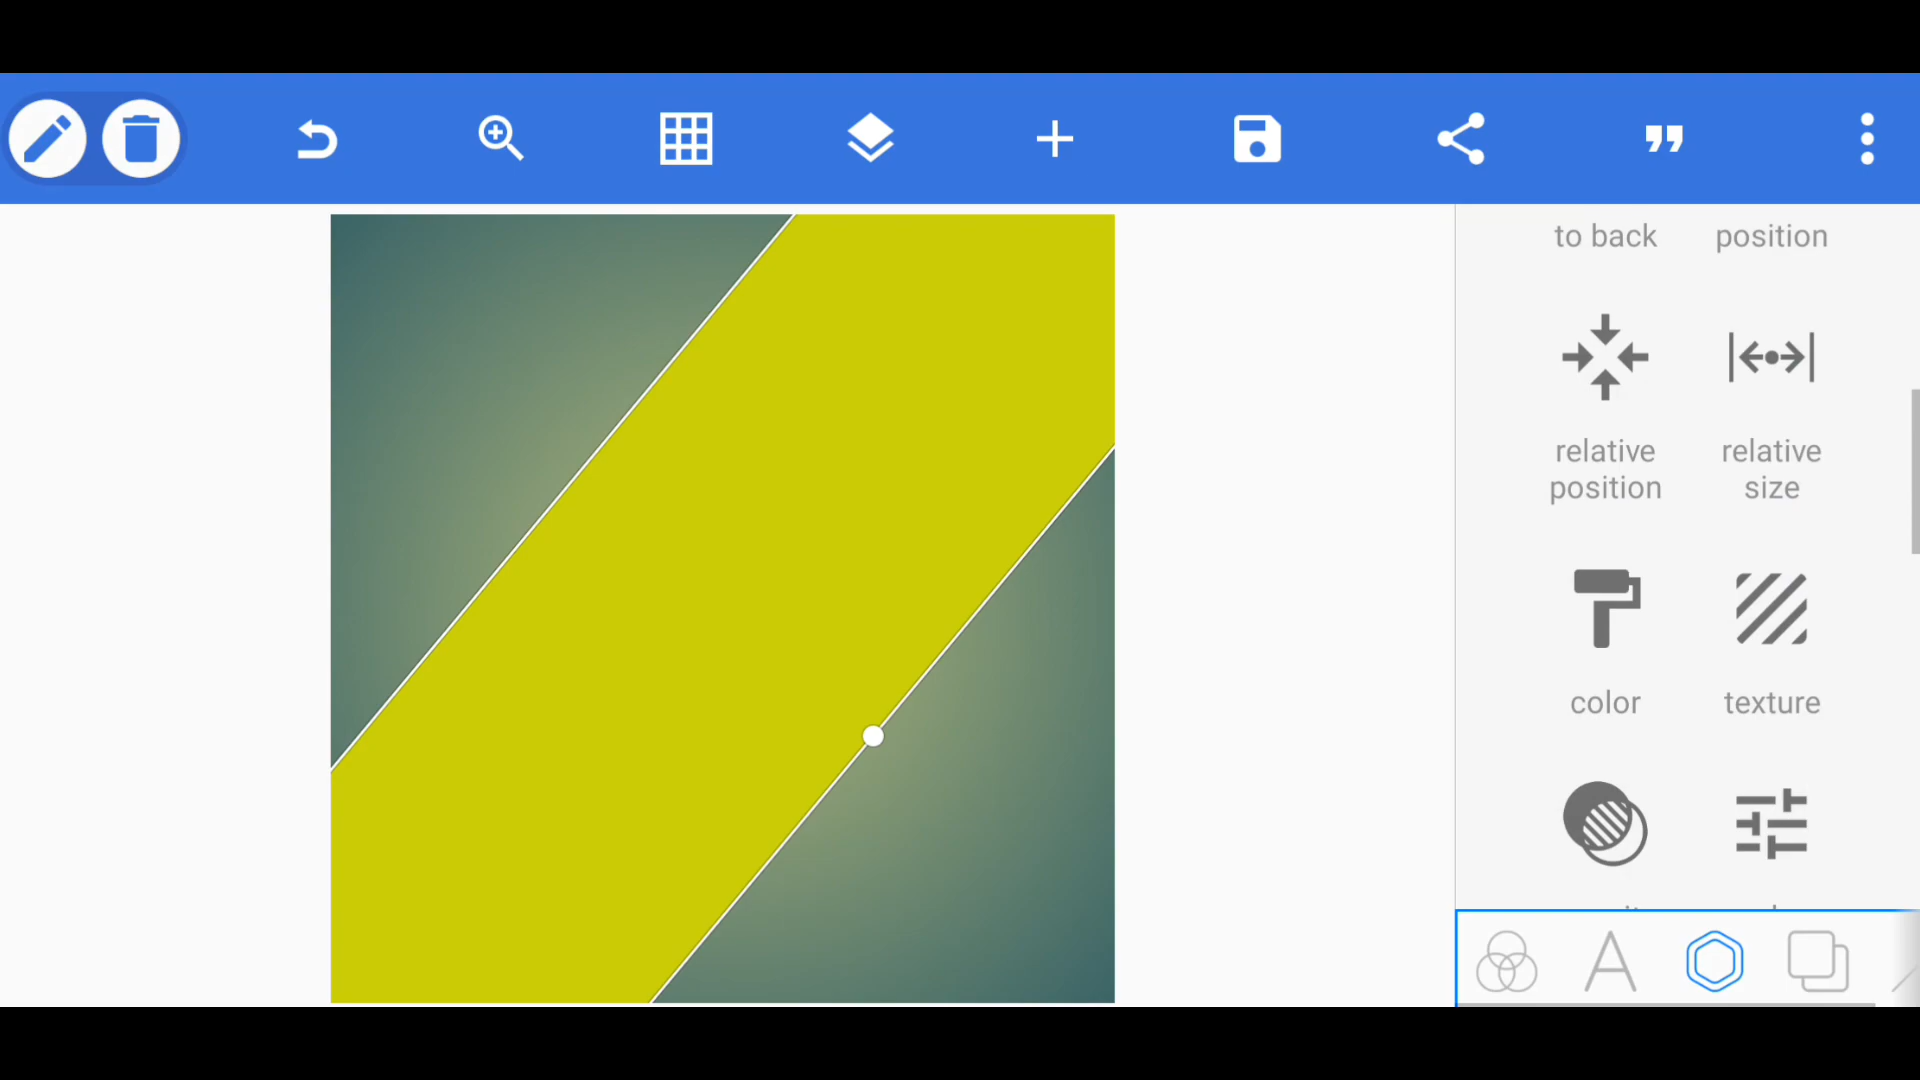 to back
position
relative
position
relative
size
color
texture